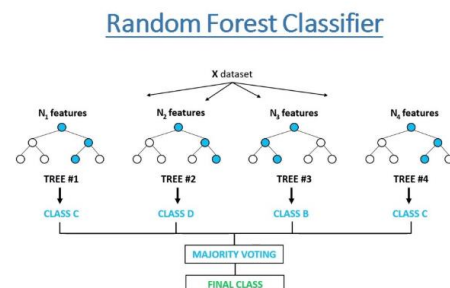 Random Forest Classifier
X dataset
N₁ features N₂ features N₃ features N₄ features
TREE #1 TREE #2 TREE #3 TREE #4
CLASS C CLASS D CLASS B CLASS C
MAJORITY VOTING
FINAL CLASS